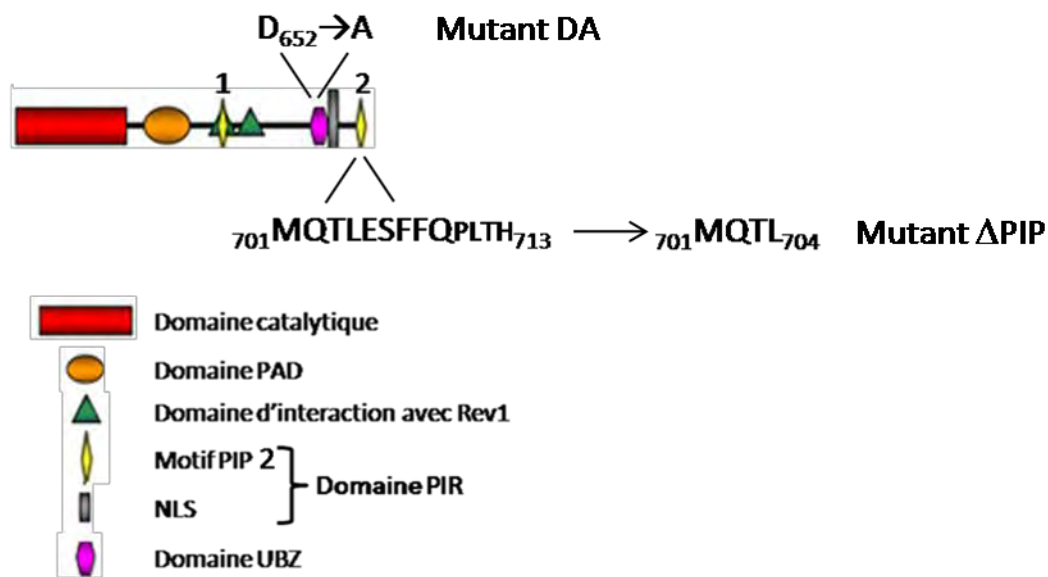 D652→A Mutant DA
1 2
701MQTLESFFQPLTH713 → 701MQTL704 Mutant ΔPIP
Domaine catalytique
Domaine PAD
Domaine d'interaction avec Rev1
Motif PIP 2
Domaine PIR
NLS
Domaine UBZ